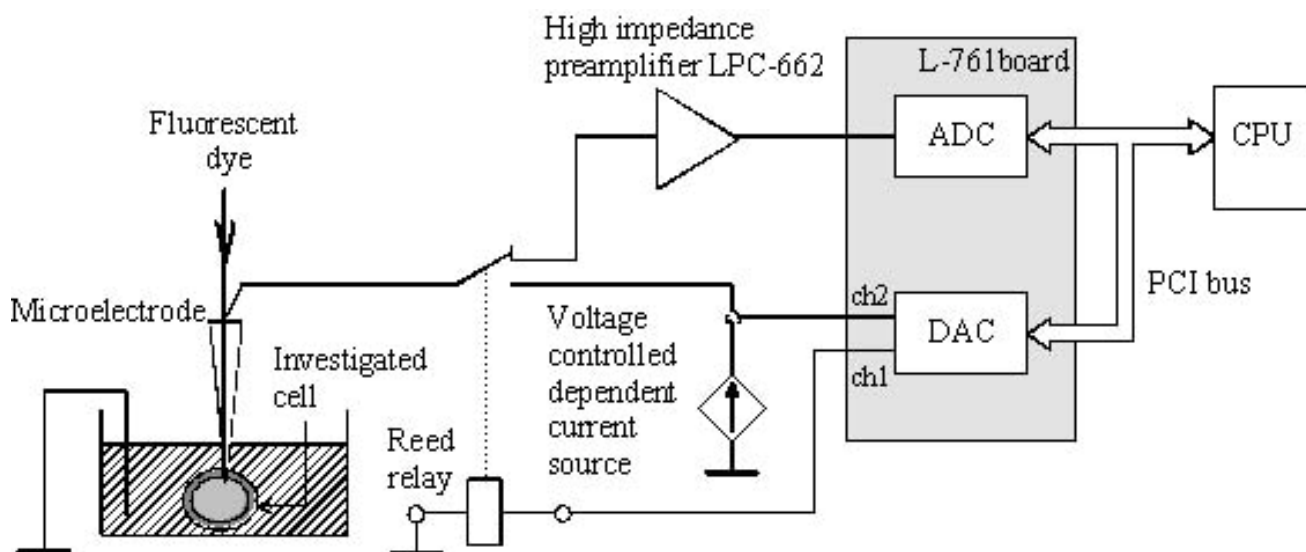 High impedance
preamplifier LPC-662
L-761board
Fluorescent
dye
ADC
CPU
Microelectrode
Investigated
cell
Voltage
controlled
dependent
current
source
ch2
DAC
ch1
PCI bus
Reed
relay